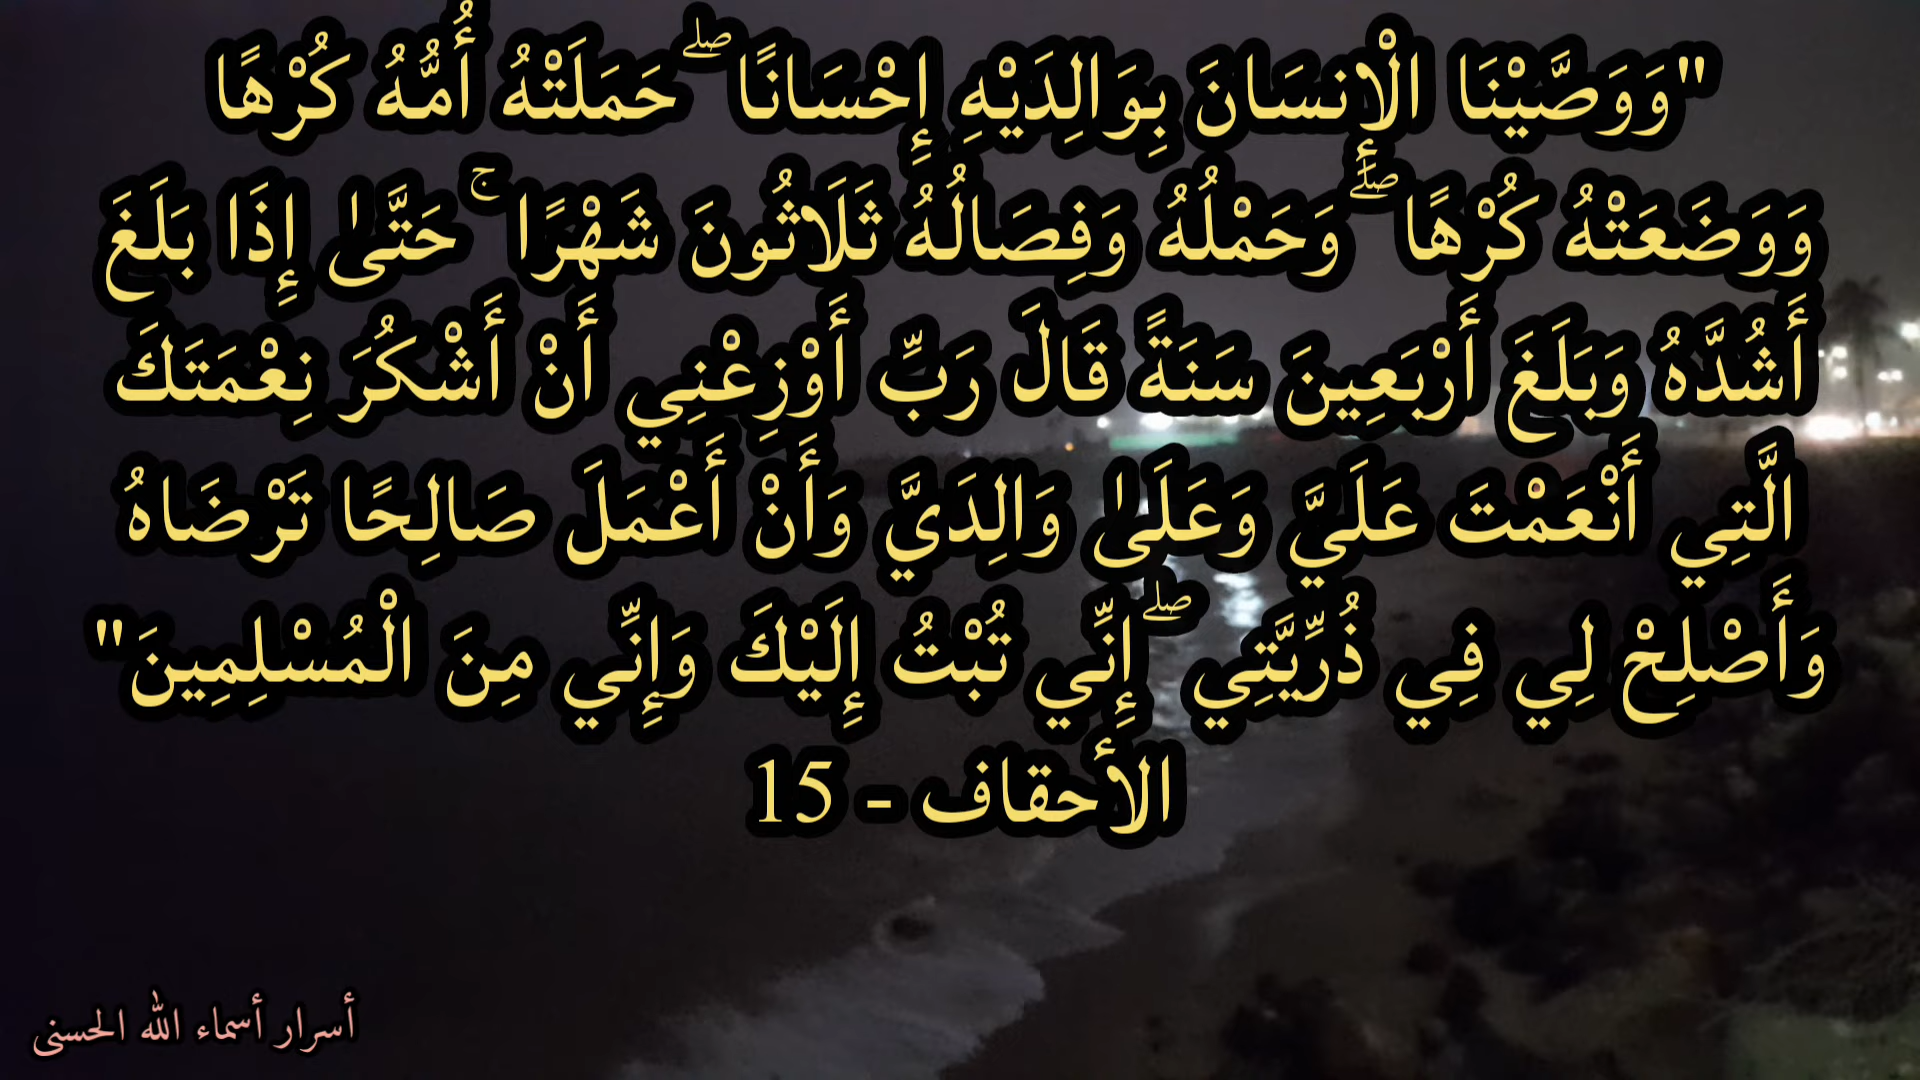 "وَوَصَّيْنَا الْإِنسَانَ بِوَالِدَيْهِ إِحْسَانًا ۖ حَمَلَتْهُ أُمُّهُ كُرْهًا
وَوَضَعَتْهُ كُرْهًا ۖ وَحَمْلُهُ وَفِصَالُهُ ثَلَاثُونَ شَهْرًا ۚ حَتَّىٰ إِذَا بَلَغَ
أَشُدَّهُ وَبَلَغَ أَرْبَعِينَ سَنَةً قَالَ رَبِّ أَوْزِعْنِي أَنْ أَشْكُرَ نِعْمَتَكَ
الَّتِي أَنْعَمْتَ عَلَيَّ وَعَلَىٰ وَالِدَيَّ وَأَنْ أَعْمَلَ صَالِحًا تَرْضَاهُ
وَأَصْلِحْ لِي فِي ذُرِّيَّتِي ۖ إِنِّي تُبْتُ إِلَيْكَ وَإِنِّي مِنَ الْمُسْلِمِينَ"
الأحقاف - 15
أسرار أسماء الله الحسنى